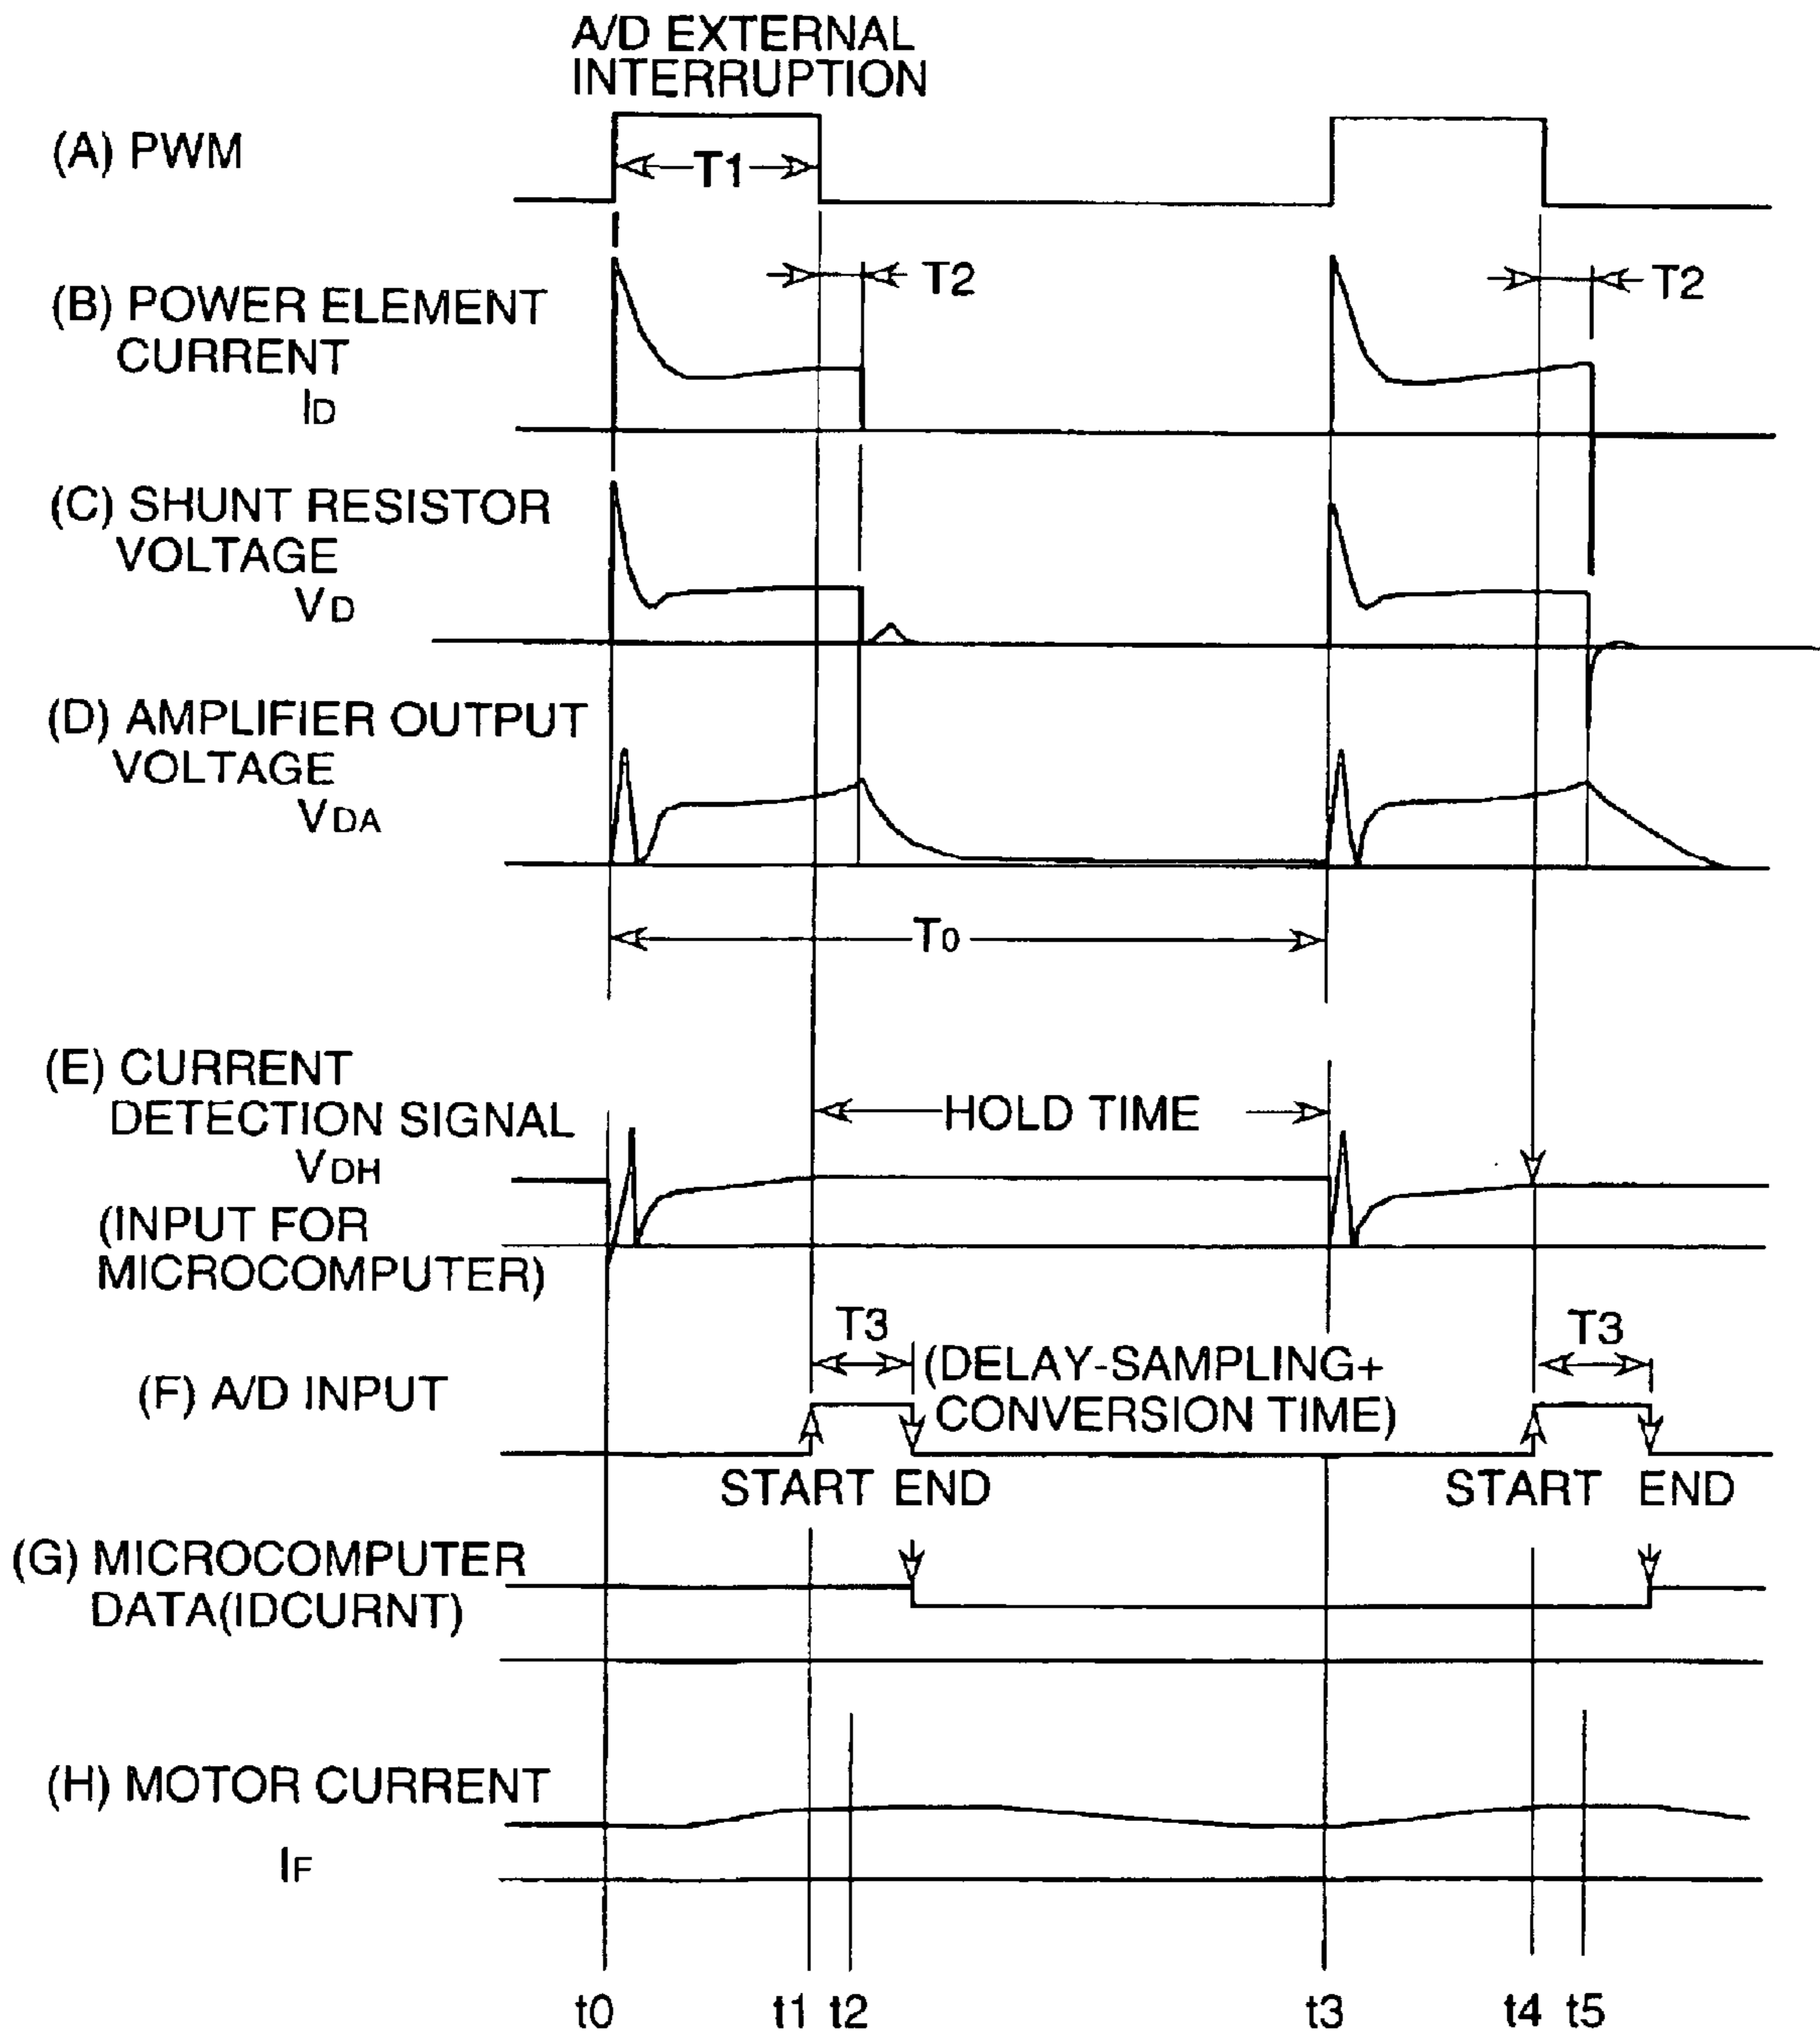 A/D EXTERNAL
INTERRUPTION
(A) PWM
T1
(B) POWER ELEMENT
CURRENT
ID
T2
T2
(C) SHUNT RESISTOR
VOLTAGE
VD
(D) AMPLIFIER OUTPUT
VOLTAGE
VDA
T0
(E) CURRENT
DETECTION SIGNAL
VDH
(INPUT FOR
MICROCOMPUTER)
HOLD TIME
T3
(DELAY-SAMPLING+
CONVERSION TIME)
T3
(F) A/D INPUT
START END
START END
(G) MICROCOMPUTER
DATA(IDCURNT)
(H) MOTOR CURRENT
IF
t0 t1 t2 t3 t4 t5